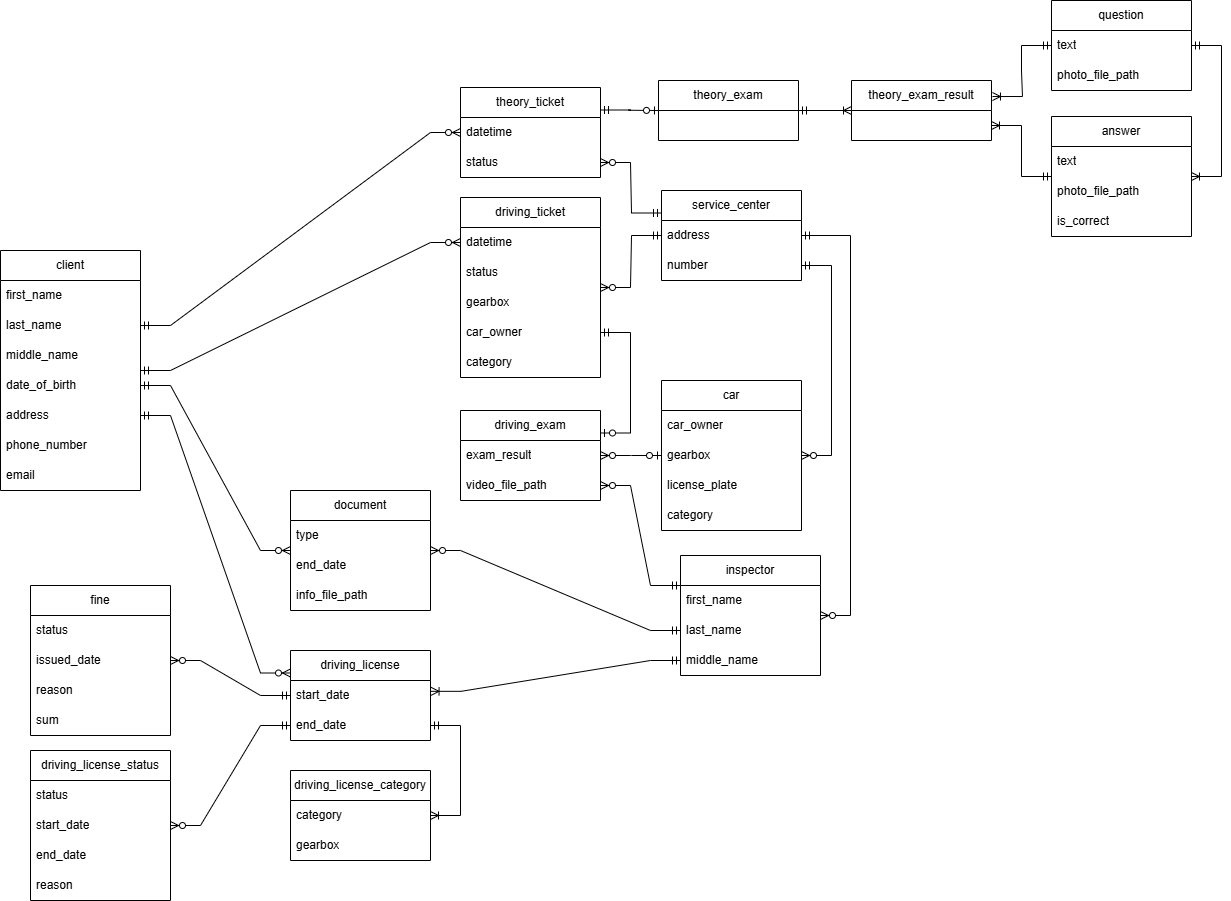 question
text
photo_file_path
theory_ticket
datetime
status
theory_exam
theory_exam_result
answer
text
photo_file_path
is_correct
driving_ticket
datetime
status
gearbox
car_owner
category
service_center
address
number
client
first_name
last_name
middle_name
date_of_birth
address
phone_number
email
driving_exam
exam_result
video_file_path
car
car_owner
gearbox
license_plate
category
document
type
end_date
info_file_path
inspector
first_name
last_name
middle_name
fine
status
issued_date
reason
sum
driving_license
start_date
end_date
driving_license_status
status
start_date
end_date
reason
driving_license_category
category
gearbox